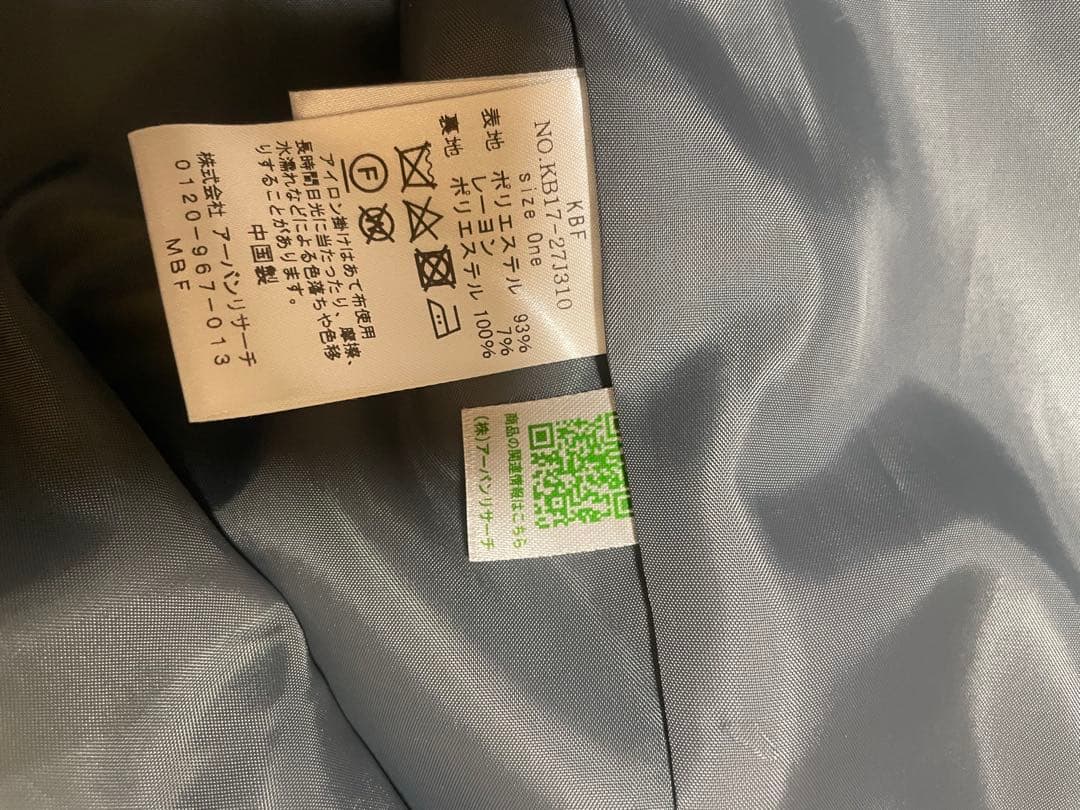 KBF
NO.KB17-27J310
size One
表地 ポリエステル 93%
レーヨン 7%
裏地 ポリエステル 100%
F
アイロン掛けはあて布使用
長時間日光に当たったり、摩擦、
水濡れなどによる色落ちや色移
りすることがあります。
中国製
株式会社 アーバンリサーチ
0120-967-013
MBF
商品の関連情報はこちら
(株)アーバンリサーチ